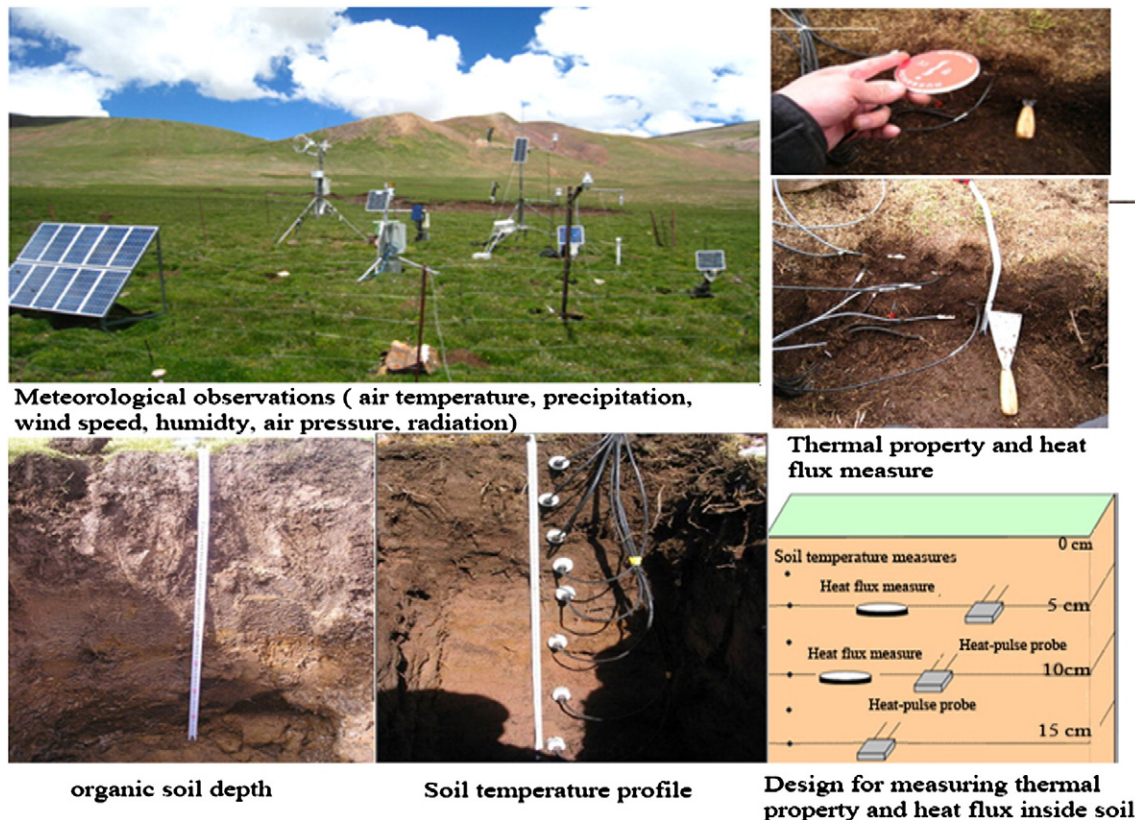 Meteorological observations ( air temperature, precipitation,
wind speed, humidty, air pressure, radiation)
Thermal property and heat
flux measure
0 cm
Soil temperature measures
Heat flux measure
5 cm
Heat-pulse probe
Heat flux measure
10cm
Heat-pulse probe
15 cm
organic soil depth
Soil temperature profile
Design for measuring thermal
property and heat flux inside soil